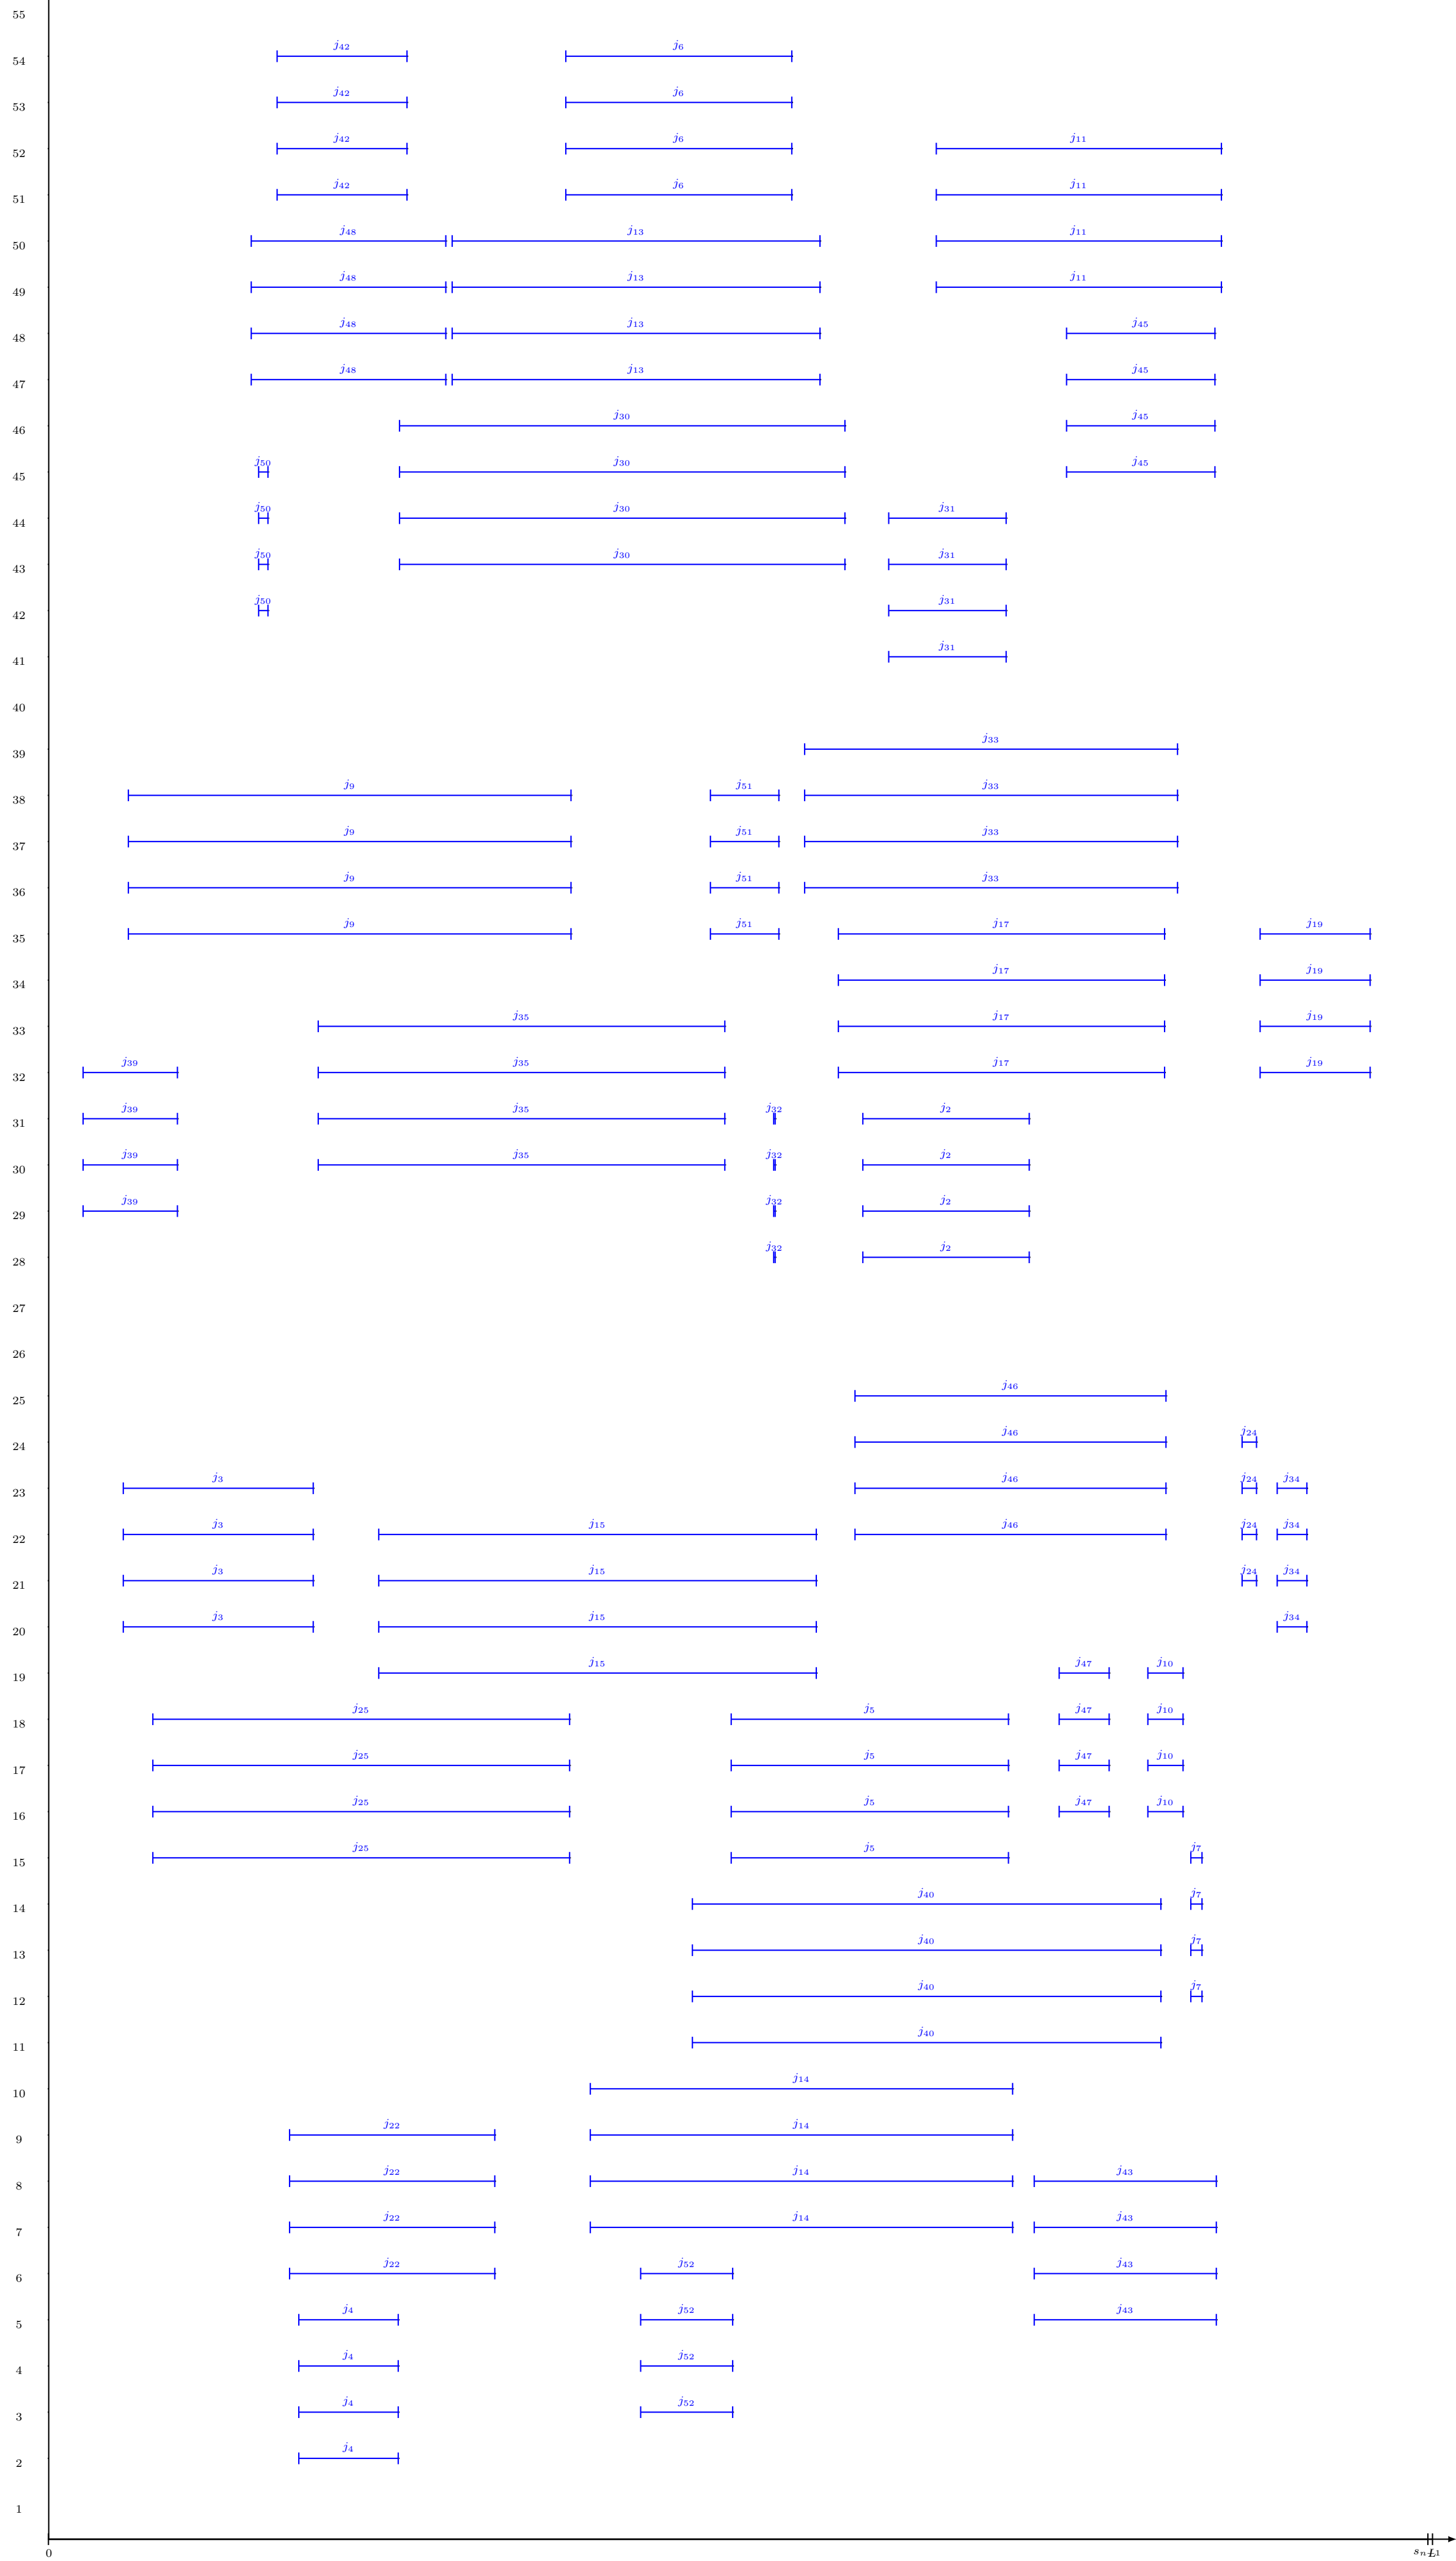 55
54 j₄₂ j₆
53 j₄₂ j₆
52 j₄₂ j₆ j₁₁
51 j₄₂ j₆ j₁₁
50 j₄₈ j₁₃ j₁₁
49 j₄₈ j₁₃ j₁₁
48 j₄₈ j₁₃ j₄₅
47 j₄₈ j₁₃ j₄₅
46 j₃₀ j₄₅
45 j₅₀ j₃₀ j₄₅
44 j₅₀ j₃₀ j₃₁
43 j₅₀ j₃₀ j₃₁
42 j₅₀ j₃₁
41 j₃₁
40
39 j₃₃
38 j₉ j₅₁ j₃₃
37 j₉ j₅₁ j₃₃
36 j₉ j₅₁ j₃₃
35 j₉ j₅₁ j₁₇ j₁₉
34 j₁₇ j₁₉
33 j₃₅ j₁₇ j₁₉
32 j₃₉ j₃₅ j₁₇ j₁₉
31 j₃₉ j₃₅ j₃₂ j₂
30 j₃₉ j₃₅ j₃₂ j₂
29 j₃₉ j₃₂ j₂
28 j₃₂ j₂
27
26
25 j₄₆
24 j₄₆ j₂₄
23 j₃ j₄₆ j₂₄ j₃₄
22 j₃ j₁₅ j₄₆ j₂₄ j₃₄
21 j₃ j₁₅ j₂₄ j₃₄
20 j₃ j₁₅ j₃₄
19 j₁₅ j₄₇ j₁₀
18 j₂₅ j₅ j₄₇ j₁₀
17 j₂₅ j₅ j₄₇ j₁₀
16 j₂₅ j₅ j₄₇ j₁₀
15 j₂₅ j₅ j₇
14 j₄₀ j₇
13 j₄₀ j₇
12 j₄₀ j₇
11 j₄₀
10 j₁₄
9 j₂₂ j₁₄
8 j₂₂ j₁₄ j₄₃
7 j₂₂ j₁₄ j₄₃
6 j₂₂ j₅₂ j₄₃
5 j₄ j₅₂ j₄₃
4 j₄ j₅₂
3 j₄ j₅₂
2 j₄
1
0